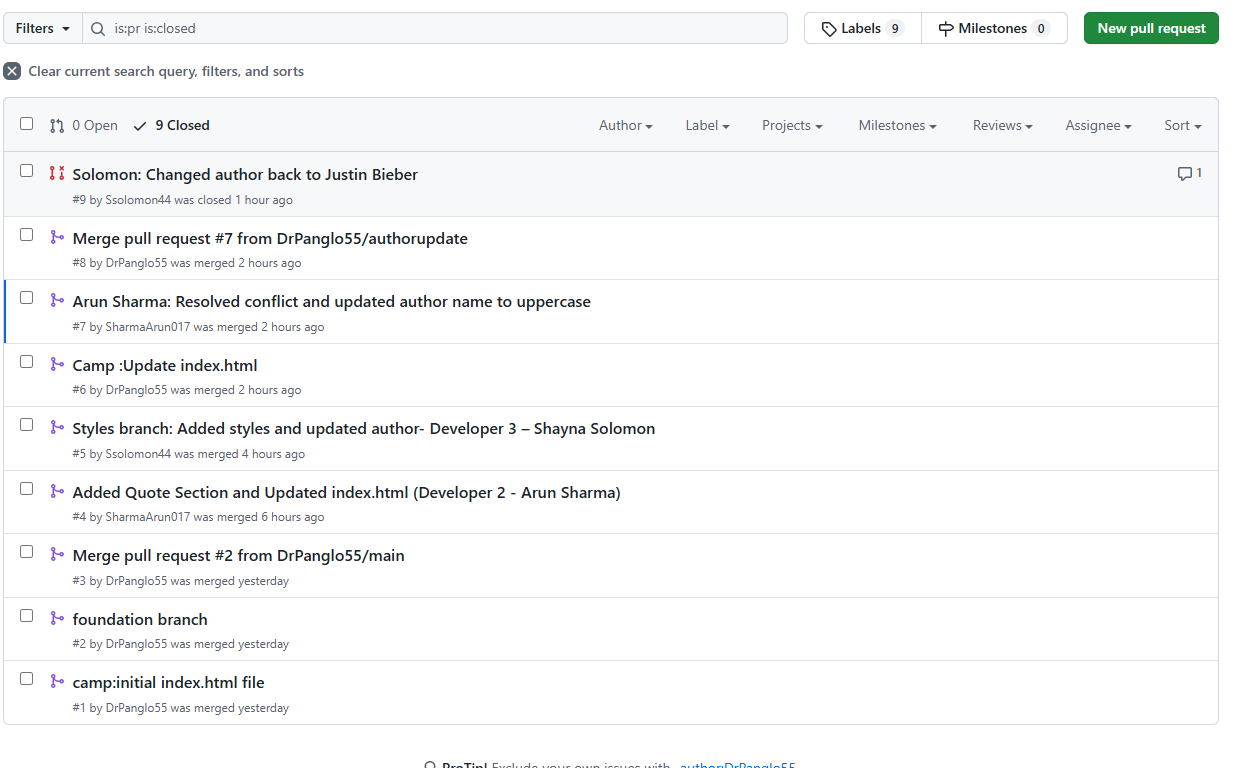 Filters is:pr is:closed Labels 9 Milestones 0 New pull request
Clear current search query, filters, and sorts
0 Open 9 Closed Author Label Projects Milestones Reviews Assignee Sort
Solomon: Changed author back to Justin Bieber 1
#9 by Ssolomon44 was closed 1 hour ago
Merge pull request #7 from DrPanglo55/authorupdate
#8 by DrPanglo55 was merged 2 hours ago
Arun Sharma: Resolved conflict and updated author name to uppercase
#7 by SharmaArun017 was merged 2 hours ago
Camp :Update index.html
#6 by DrPanglo55 was merged 2 hours ago
Styles branch: Added styles and updated author- Developer 3 – Shayna Solomon
#5 by Ssolomon44 was merged 4 hours ago
Added Quote Section and Updated index.html (Developer 2 - Arun Sharma)
#4 by SharmaArun017 was merged 6 hours ago
Merge pull request #2 from DrPanglo55/main
#3 by DrPanglo55 was merged yesterday
foundation branch
#2 by DrPanglo55 was merged yesterday
camp:initial index.html file
#1 by DrPanglo55 was merged yesterday
ProTip! Exclude your own issues with -author:DrPanglo55.